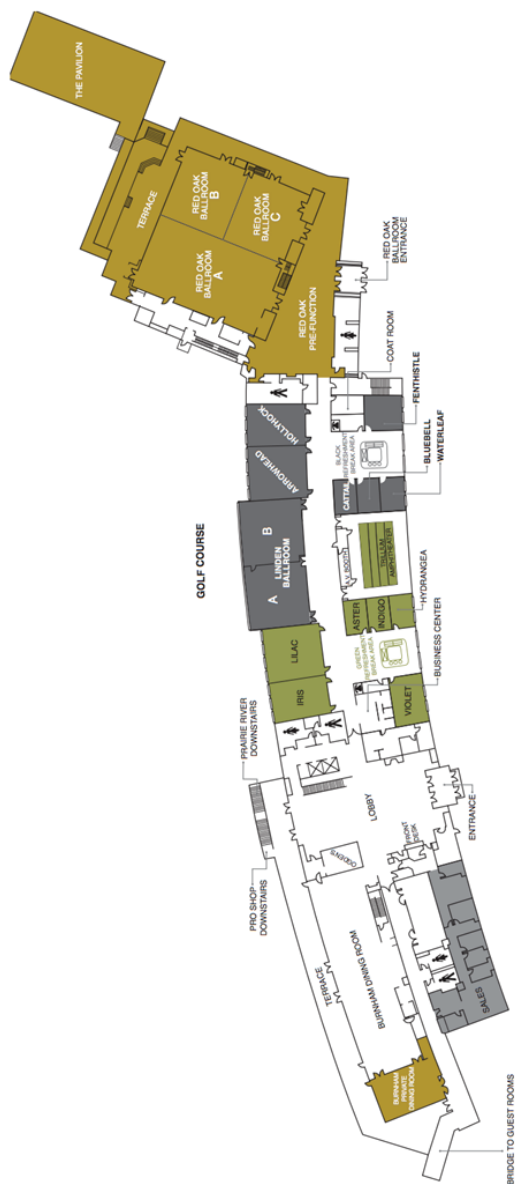 THE PAVILION
TERRACE
RED OAK
BALLROOM
B
RED OAK
BALLROOM
C
RED OAK
BALLROOM
A
RED OAK
PRE-FUNCTION
RED OAK
BALLROOM
ENTRANCE
COAT ROOM
HOLLYHOCK
FENTHISTLE
BLACK
REFRESHMENT
BREAK AREA
ARROWHEAD
CATTAIL
BLUEBELL
WATERLEAF
GOLF COURSE
B
LINDEN
BALLROOM
A
A.V. BOOTH
TRILLIUM
AMPHITHEATER
ASTER
INDIGO
HYDRANGEA
LILAC
GREEN
REFRESHMENT
BREAK AREA
IRIS
VIOLET
BUSINESS CENTER
PRAIRIE RIVER
DOWNSTAIRS
LOBBY
ENTRANCE
PRO SHOP
DOWNSTAIRS
OGDEN'S
FRONT
DESK
TERRACE
BURNHAM DINING ROOM
SALES
BURNHAM
PRIVATE
DINING ROOM
BRIDGE TO GUEST ROOMS